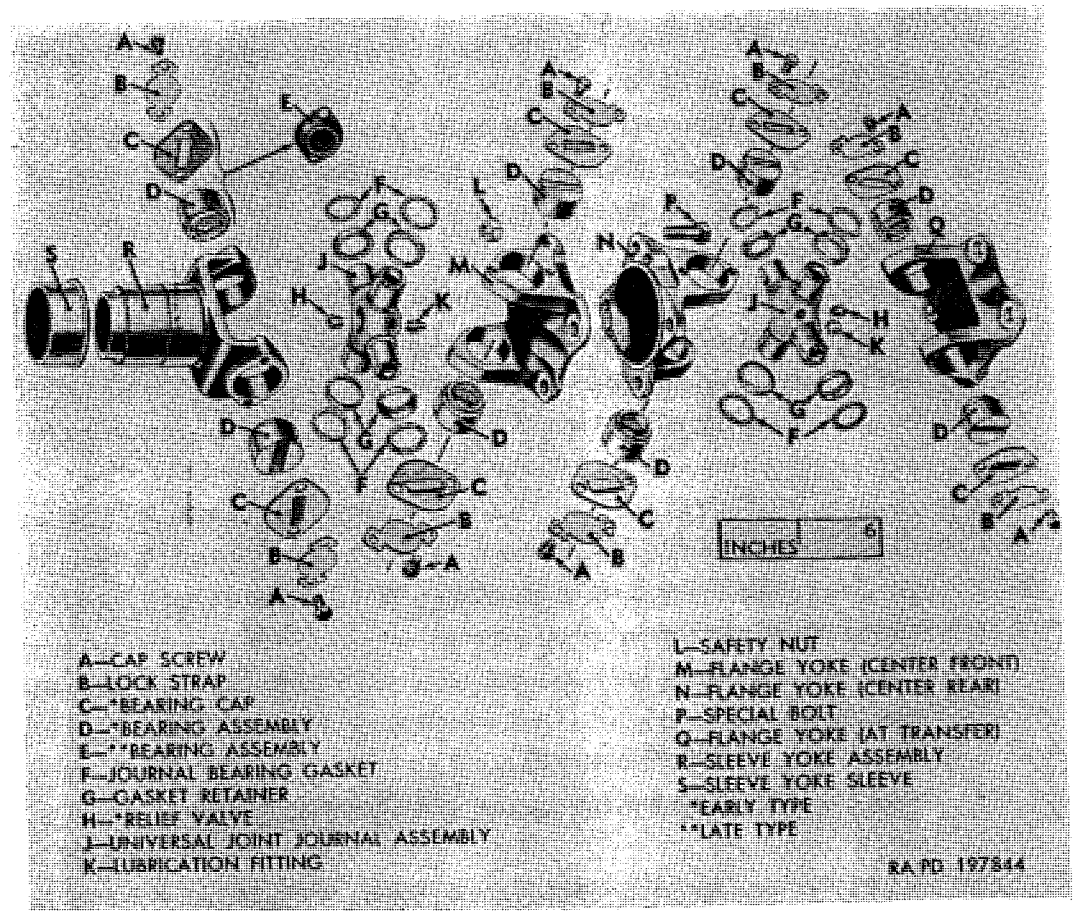 A
B
C
D
E
F
G
S
R
J
H
K
L
M
A
B
C
D
P
N
A
B
C
D
F
G
J
A
B
C
D
Q
H
K
D
C
B
A
F
G
D
C
B
A
D
C
B
A
G
F
D
C
B
A
INCHES 6
A—CAP SCREW
B—LOCK STRAP
C—*BEARING CAP
D—*BEARING ASSEMBLY
E—**BEARING ASSEMBLY
F—JOURNAL BEARING GASKET
G—GASKET RETAINER
H—*RELIEF VALVE
J—UNIVERSAL JOINT JOURNAL ASSEMBLY
K—LUBRICATION FITTING
L—SAFETY NUT
M—FLANGE YOKE (CENTER FRONT)
N—FLANGE YOKE (CENTER REAR)
P—SPECIAL BOLT
Q—FLANGE YOKE (AT TRANSFER)
R—SLEEVE YOKE ASSEMBLY
S—SLEEVE YOKE SLEEVE
*EARLY TYPE
**LATE TYPE
RA PD 197844